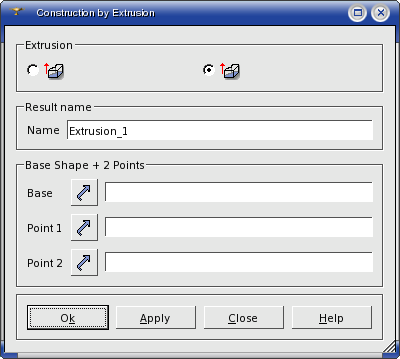 Construction by Extrusion
Extrusion
Result name
Name Extrusion_1
Base Shape + 2 Points
Base
Point 1
Point 2
Ok Apply Close Help